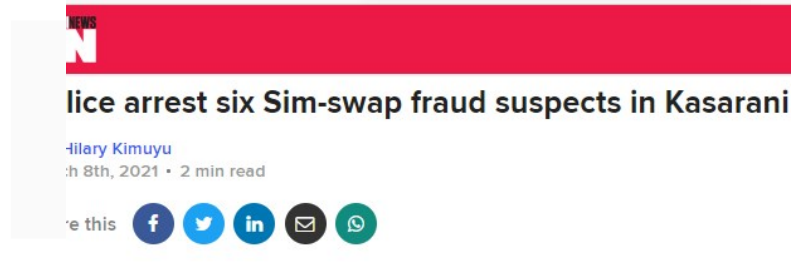 NEWS
N
lice arrest six Sim-swap fraud suspects in Kasarani
Hilary Kimuyu
ch 8th, 2021 • 2 min read
re this